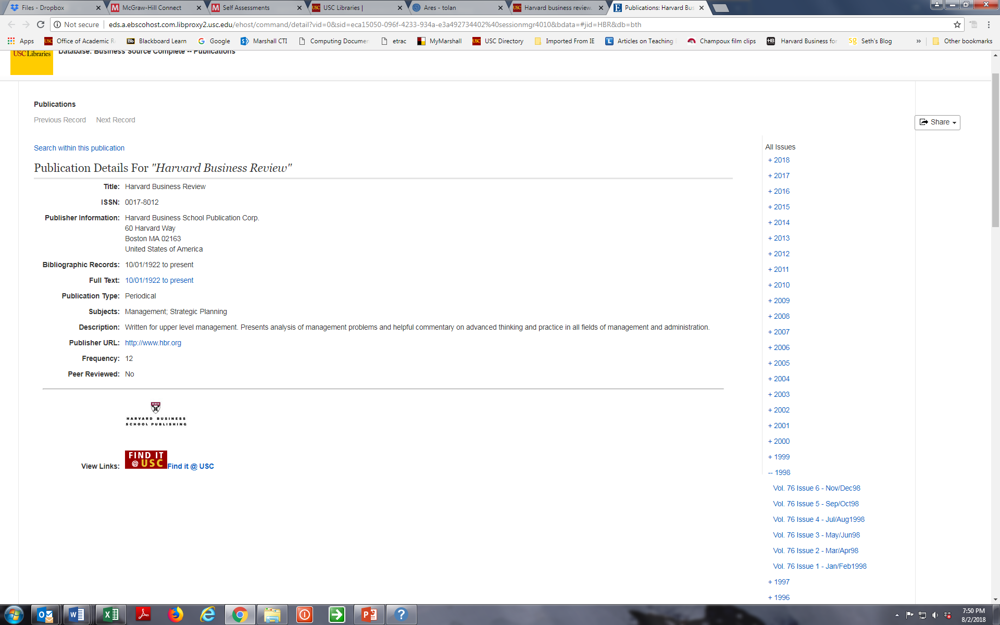 Files - Dropbox
McGraw-Hill Connect
Self Assessments
USC Libraries |
Ares - tolan
Harvard business review.
Publications: Harvard Bus
Not secure | eds.a.ebscohost.com.libproxy2.usc.edu/ehost/command/detail?vid=0&sid=eca15050-096f-4233-934a-e3a492734402%40sessionmgr4010&bdata=#jid=HBR&db=bth
Apps
Office of Academic R
Blackboard Learn
Google
Marshall CTI
Computing Documen
etrac
MyMarshall
USC Directory
Imported From IE
Articles on Teaching
Champoux film clips
Harvard Business for
Seth's Blog
»
Other bookmarks
USC Libraries
Database: Business Source Complete -- Publications
Publications
Previous Record Next Record
Share
Search within this publication
Publication Details For "Harvard Business Review"
Title: Harvard Business Review
ISSN: 0017-8012
Publisher Information: Harvard Business School Publication Corp.
60 Harvard Way
Boston MA 02163
United States of America
Bibliographic Records: 10/01/1922 to present
Full Text: 10/01/1922 to present
Publication Type: Periodical
Subjects: Management; Strategic Planning
Description: Written for upper level management. Presents analysis of management problems and helpful commentary on advanced thinking and practice in all fields of management and administration.
Publisher URL: http://www.hbr.org
Frequency: 12
Peer Reviewed: No
HARVARD BUSINESS
SCHOOL PUBLISHING
FIND IT
@ USC
View Links: Find it @ USC
All Issues
+ 2018
+ 2017
+ 2016
+ 2015
+ 2014
+ 2013
+ 2012
+ 2011
+ 2010
+ 2009
+ 2008
+ 2007
+ 2006
+ 2005
+ 2004
+ 2003
+ 2002
+ 2001
+ 2000
+ 1999
-- 1998
Vol. 76 Issue 6 - Nov/Dec98
Vol. 76 Issue 5 - Sep/Oct98
Vol. 76 Issue 4 - Jul/Aug1998
Vol. 76 Issue 3 - May/Jun98
Vol. 76 Issue 2 - Mar/Apr98
Vol. 76 Issue 1 - Jan/Feb1998
+ 1997
+ 1996
7:50 PM
8/2/2018